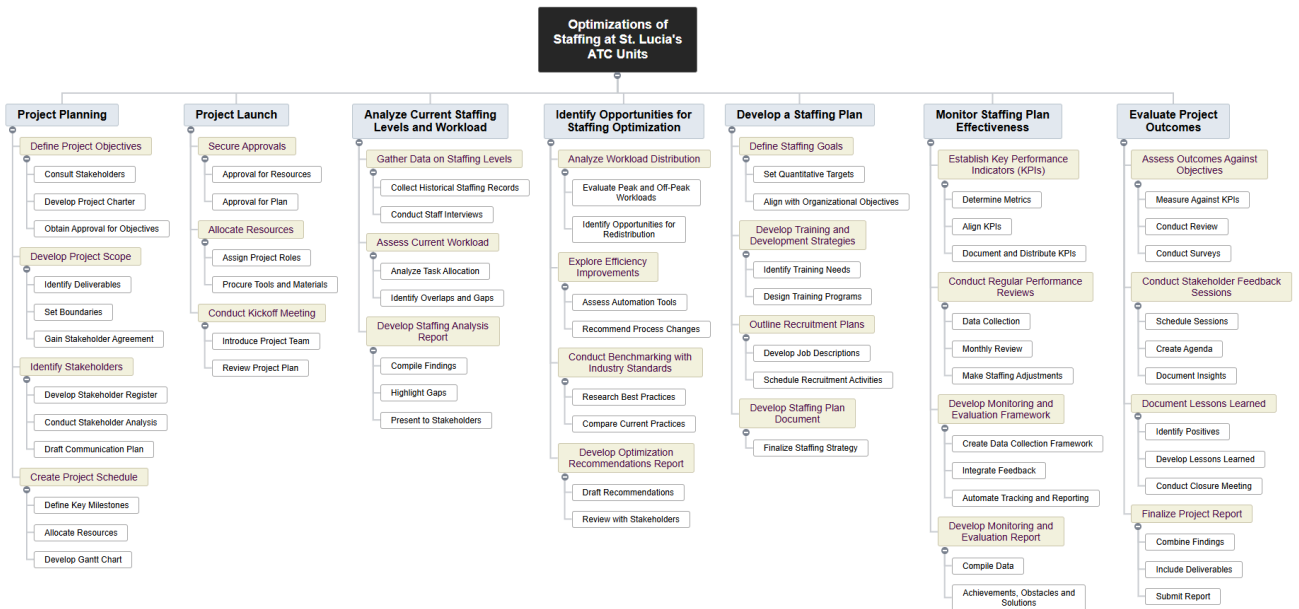 Optimizations of
Staffing at St. Lucia's
ATC Units
Project Planning
Define Project Objectives
Consult Stakeholders
Develop Project Charter
Obtain Approval for Objectives
Develop Project Scope
Identify Deliverables
Set Boundaries
Gain Stakeholder Agreement
Identify Stakeholders
Develop Stakeholder Register
Conduct Stakeholder Analysis
Draft Communication Plan
Create Project Schedule
Define Key Milestones
Allocate Resources
Develop Gantt Chart
Project Launch
Secure Approvals
Approval for Resources
Approval for Plan
Allocate Resources
Assign Project Roles
Procure Tools and Materials
Conduct Kickoff Meeting
Introduce Project Team
Review Project Plan
Analyze Current Staffing
Levels and Workload
Gather Data on Staffing Levels
Collect Historical Staffing Records
Conduct Staff Interviews
Assess Current Workload
Analyze Task Allocation
Identify Overlaps and Gaps
Develop Staffing Analysis
Report
Compile Findings
Highlight Gaps
Present to Stakeholders
Identify Opportunities for
Staffing Optimization
Analyze Workload Distribution
Evaluate Peak and Off-Peak
Workloads
Identify Opportunities for
Redistribution
Explore Efficiency
Improvements
Assess Automation Tools
Recommend Process Changes
Conduct Benchmarking with
Industry Standards
Research Best Practices
Compare Current Practices
Develop Optimization
Recommendations Report
Draft Recommendations
Review with Stakeholders
Develop a Staffing Plan
Define Staffing Goals
Set Quantitative Targets
Align with Organizational Objectives
Develop Training and
Development Strategies
Identify Training Needs
Design Training Programs
Outline Recruitment Plans
Develop Job Descriptions
Schedule Recruitment Activities
Develop Staffing Plan
Document
Finalize Staffing Strategy
Monitor Staffing Plan
Effectiveness
Establish Key Performance
Indicators (KPIs)
Determine Metrics
Align KPIs
Document and Distribute KPIs
Conduct Regular Performance
Reviews
Data Collection
Monthly Review
Make Staffing Adjustments
Develop Monitoring and
Evaluation Framework
Create Data Collection Framework
Integrate Feedback
Automate Tracking and Reporting
Develop Monitoring and
Evaluation Report
Compile Data
Achievements, Obstacles and
Solutions
Evaluate Project
Outcomes
Assess Outcomes Against
Objectives
Measure Against KPIs
Conduct Review
Conduct Surveys
Conduct Stakeholder Feedback
Sessions
Schedule Sessions
Create Agenda
Document Insights
Document Lessons Learned
Identify Positives
Develop Lessons Learned
Conduct Closure Meeting
Finalize Project Report
Combine Findings
Include Deliverables
Submit Report